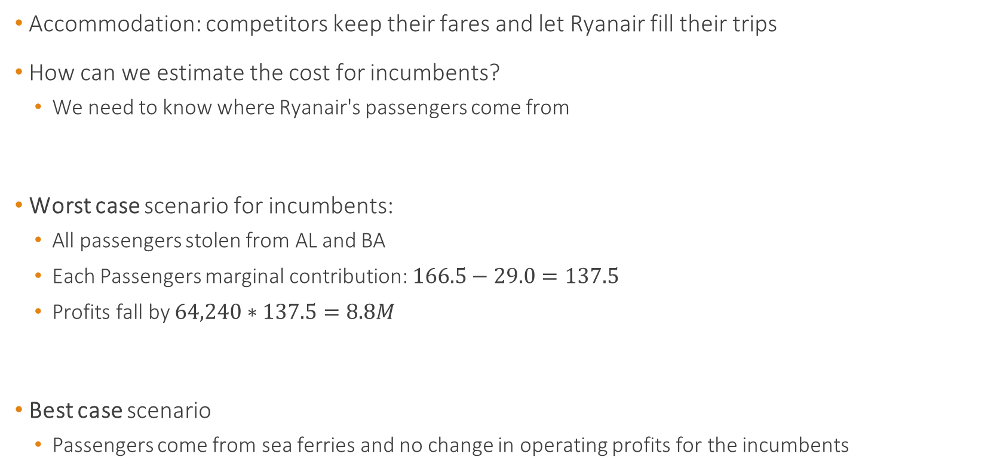 • Accommodation: competitors keep their fares and let Ryanair fill their trips
• How can we estimate the cost for incumbents?
• We need to know where Ryanair's passengers come from
• Worst case scenario for incumbents:
• All passengers stolen from AL and BA
• Each Passengers marginal contribution: 166.5 − 29.0 = 137.5
• Profits fall by 64,240 ∗ 137.5 = 8.8M
• Best case scenario
• Passengers come from sea ferries and no change in operating profits for the incumbents